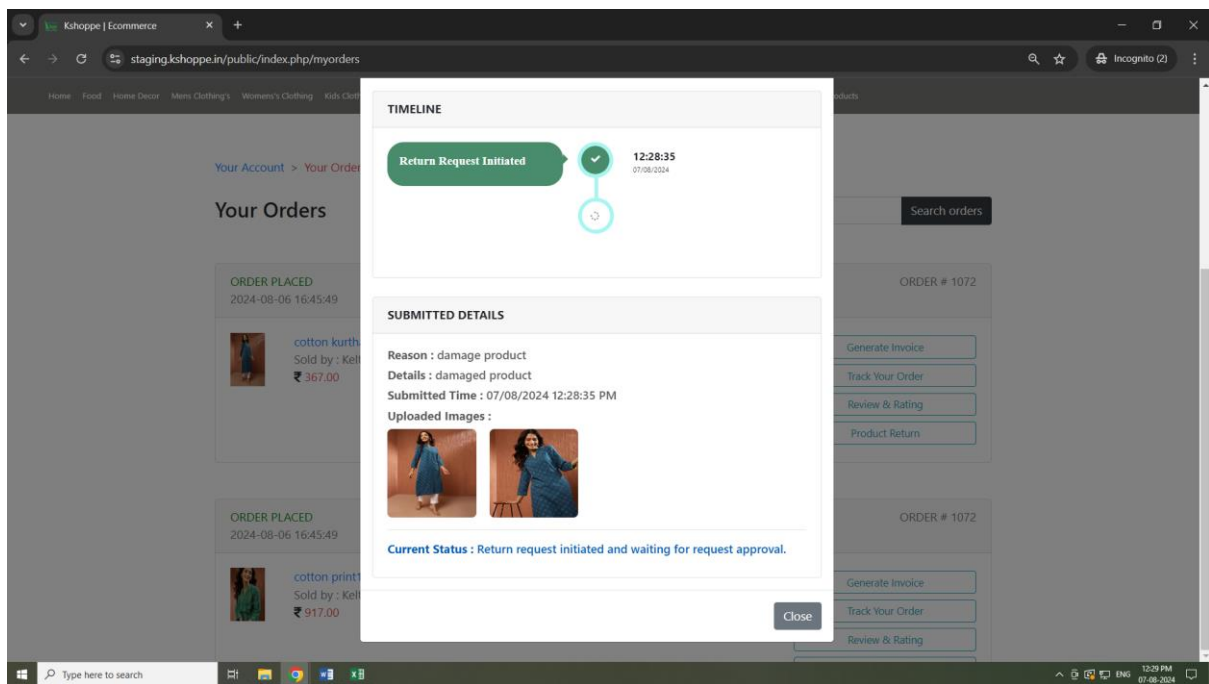 Kshoppe | Ecommerce
staging.kshoppe.in/public/index.php/myorders
Incognito (2)
Home Food Home Decor Mens Clothing's Womens's Clothing Kids Cloth
oducts
TIMELINE
Return Request Initiated
12:28:35
07/08/2024
Your Account > Your Order
Your Orders
Search orders
ORDER PLACED
2024-08-06 16:45:49
ORDER # 1072
SUBMITTED DETAILS
cotton kurth
Sold by : Kelt
₹ 367.00
Generate Invoice
Track Your Order
Review & Rating
Product Return
Reason : damage product
Details : damaged product
Submitted Time : 07/08/2024 12:28:35 PM
Uploaded Images :
ORDER PLACED
2024-08-06 16:45:49
ORDER # 1072
Current Status : Return request initiated and waiting for request approval.
cotton print1
Sold by : Kelt
₹ 917.00
Generate Invoice
Track Your Order
Review & Rating
Close
Type here to search
ENG
12:29 PM
07-08-2024